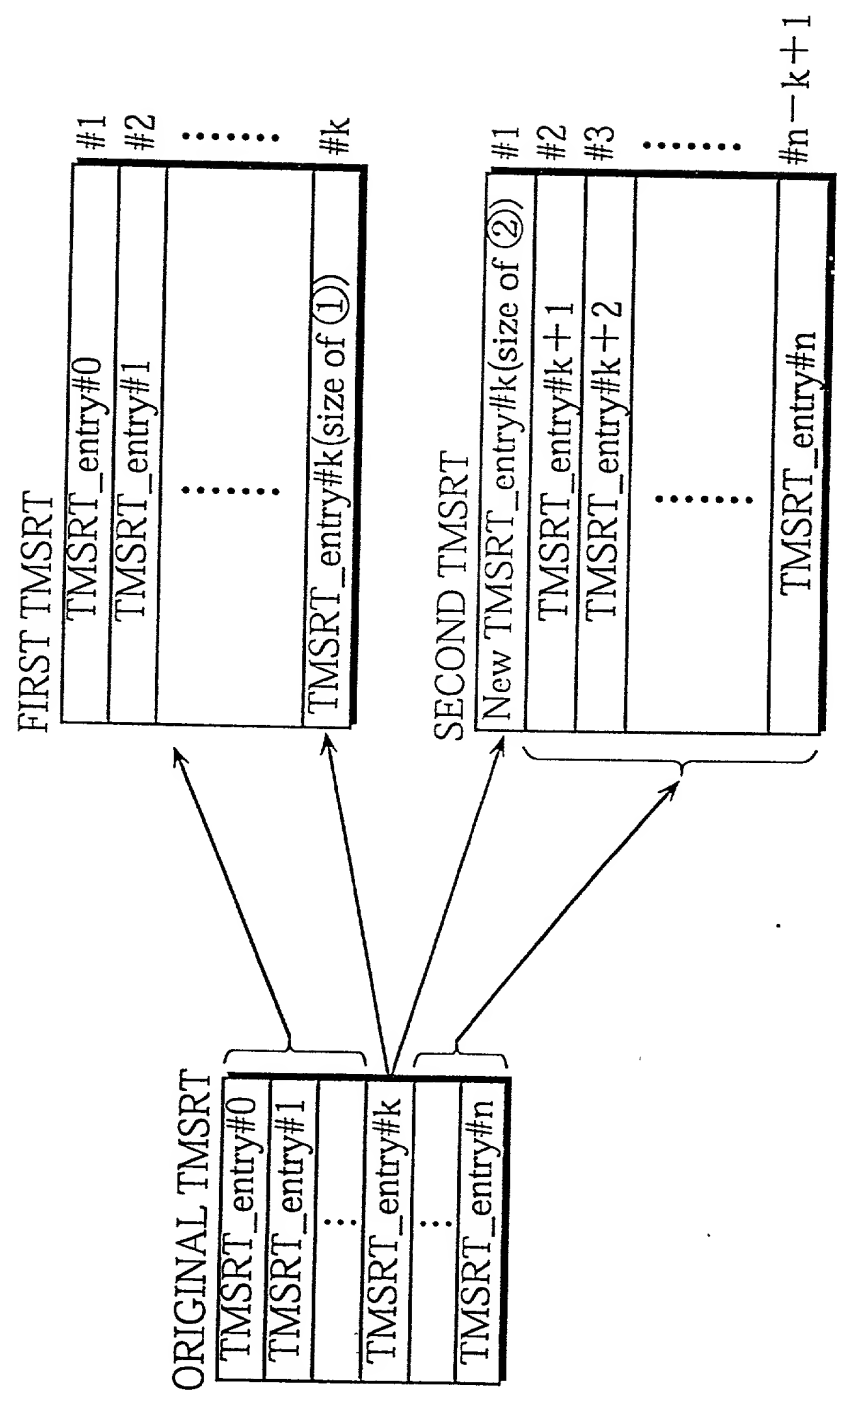 ORIGINAL TMSRT
TMSRT_entry#0
TMSRT_entry#1
...
TMSRT_entry#k
...
TMSRT_entry#n
FIRST TMSRT
TMSRT_entry#0 #1
TMSRT_entry#1 #2
....... .......
TMSRT_entry#k(size of ①)) #k
SECOND TMSRT
New TMSRT_entry#k(size of ②)) #1
TMSRT_entry#k+1 #2
TMSRT_entry#k+2 #3
....... .......
TMSRT_entry#n #n-k+1